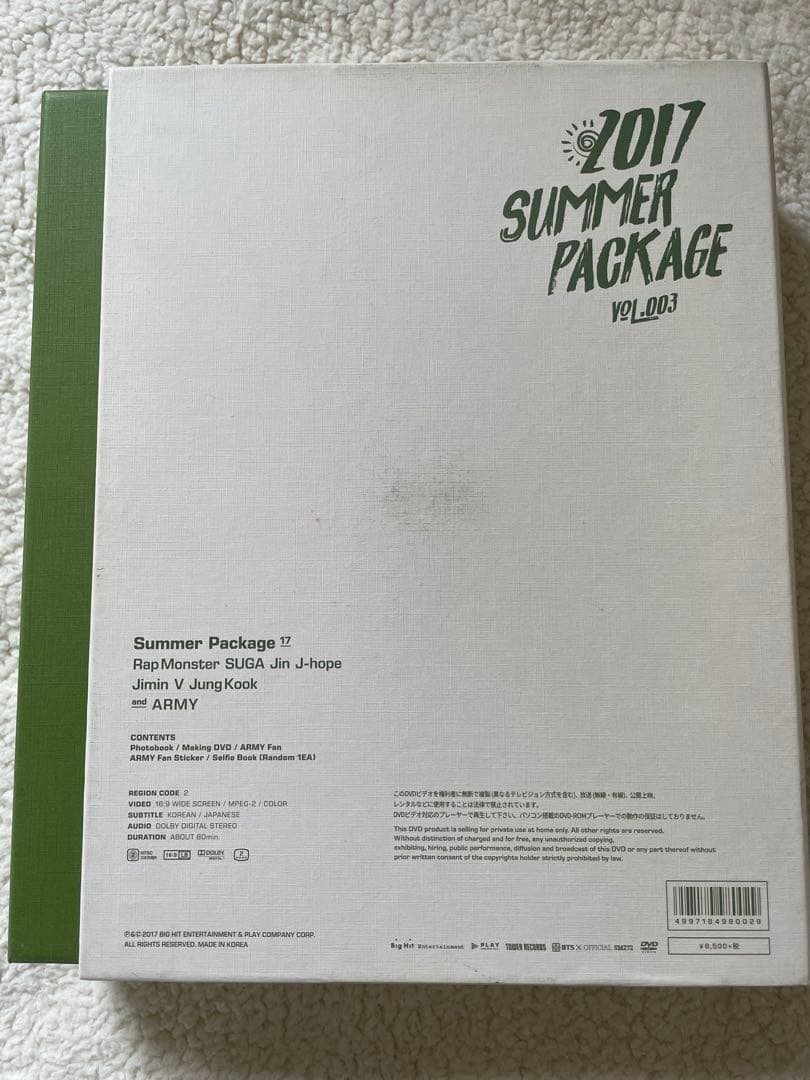 2017
SUMMER
PACKAGE
VOL.003
Summer Package 17
Rap Monster SUGA Jin J-hope
Jimin V JungKook
and ARMY
CONTENTS
Photobook / Making DVD / ARMY Fan
ARMY Fan Sticker / Selfie Book (Random 1EA)
REGION CODE 2
VIDEO 16:9 WIDE SCREEN / MPEG-2 / COLOR
SUBTITLE KOREAN / JAPANESE
AUDIO DOLBY DIGITAL STEREO
DURATION ABOUT 60min.
NTSC
16:9 LB
DOLBY
DIGITAL
2
このDVDビデオを権利者に無断で複製(異なるテレビジョン方式を含む)、放送(無線・有線)、公開上映、
レンタルなどに使用することは法律で禁止されています。
DVDビデオ対応のプレーヤーで再生して下さい。パソコン搭載のDVD-ROMプレーヤーでの動作の保証はしておりません。
This DVD product is selling for private use at home only. All other rights are reserved.
Without distinction of charged and for free, any unauthorized copying,
exhibiting, hiring, public performance, diffusion and broadcast of this DVD or any part thereof without
prior written consent of the copyrights holder strictly prohibited by law.
4997184980029
¥8,500+税
℗&©2017 BIG HIT ENTERTAINMENT & PLAY COMPANY CORP.
ALL RIGHTS RESERVED. MADE IN KOREA
Big Hit Entertainment PLAY TOWER RECORDS BTS X OFFICIAL DVD
VIDEO